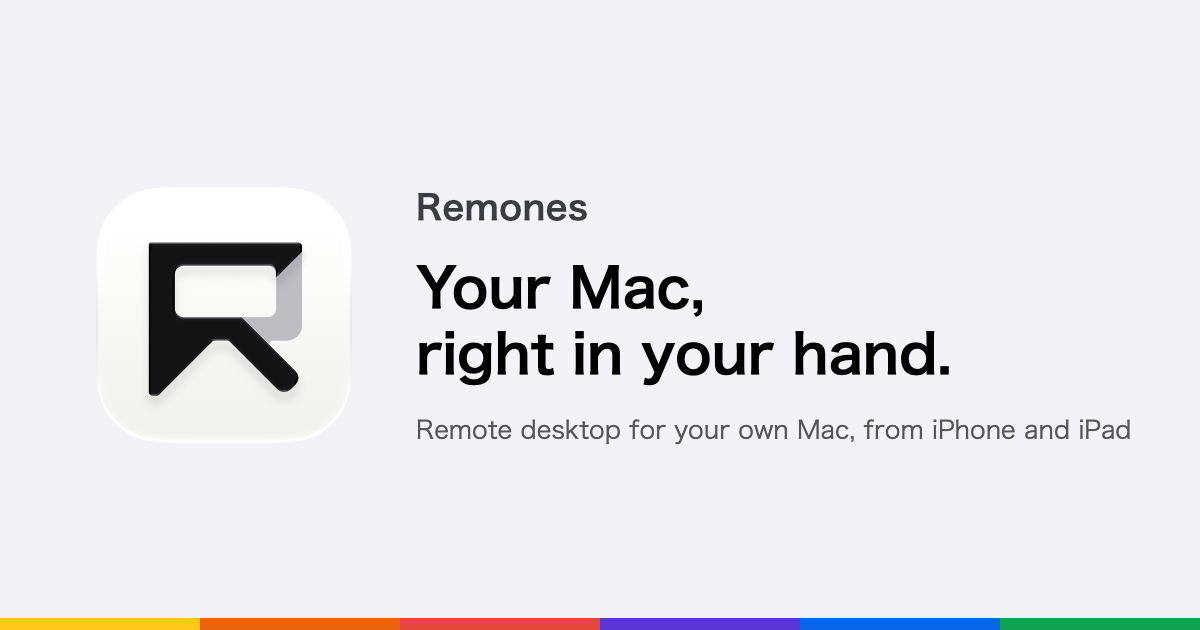 Remones
Your Mac,
right in your hand.
Remote desktop for your own Mac, from iPhone and iPad